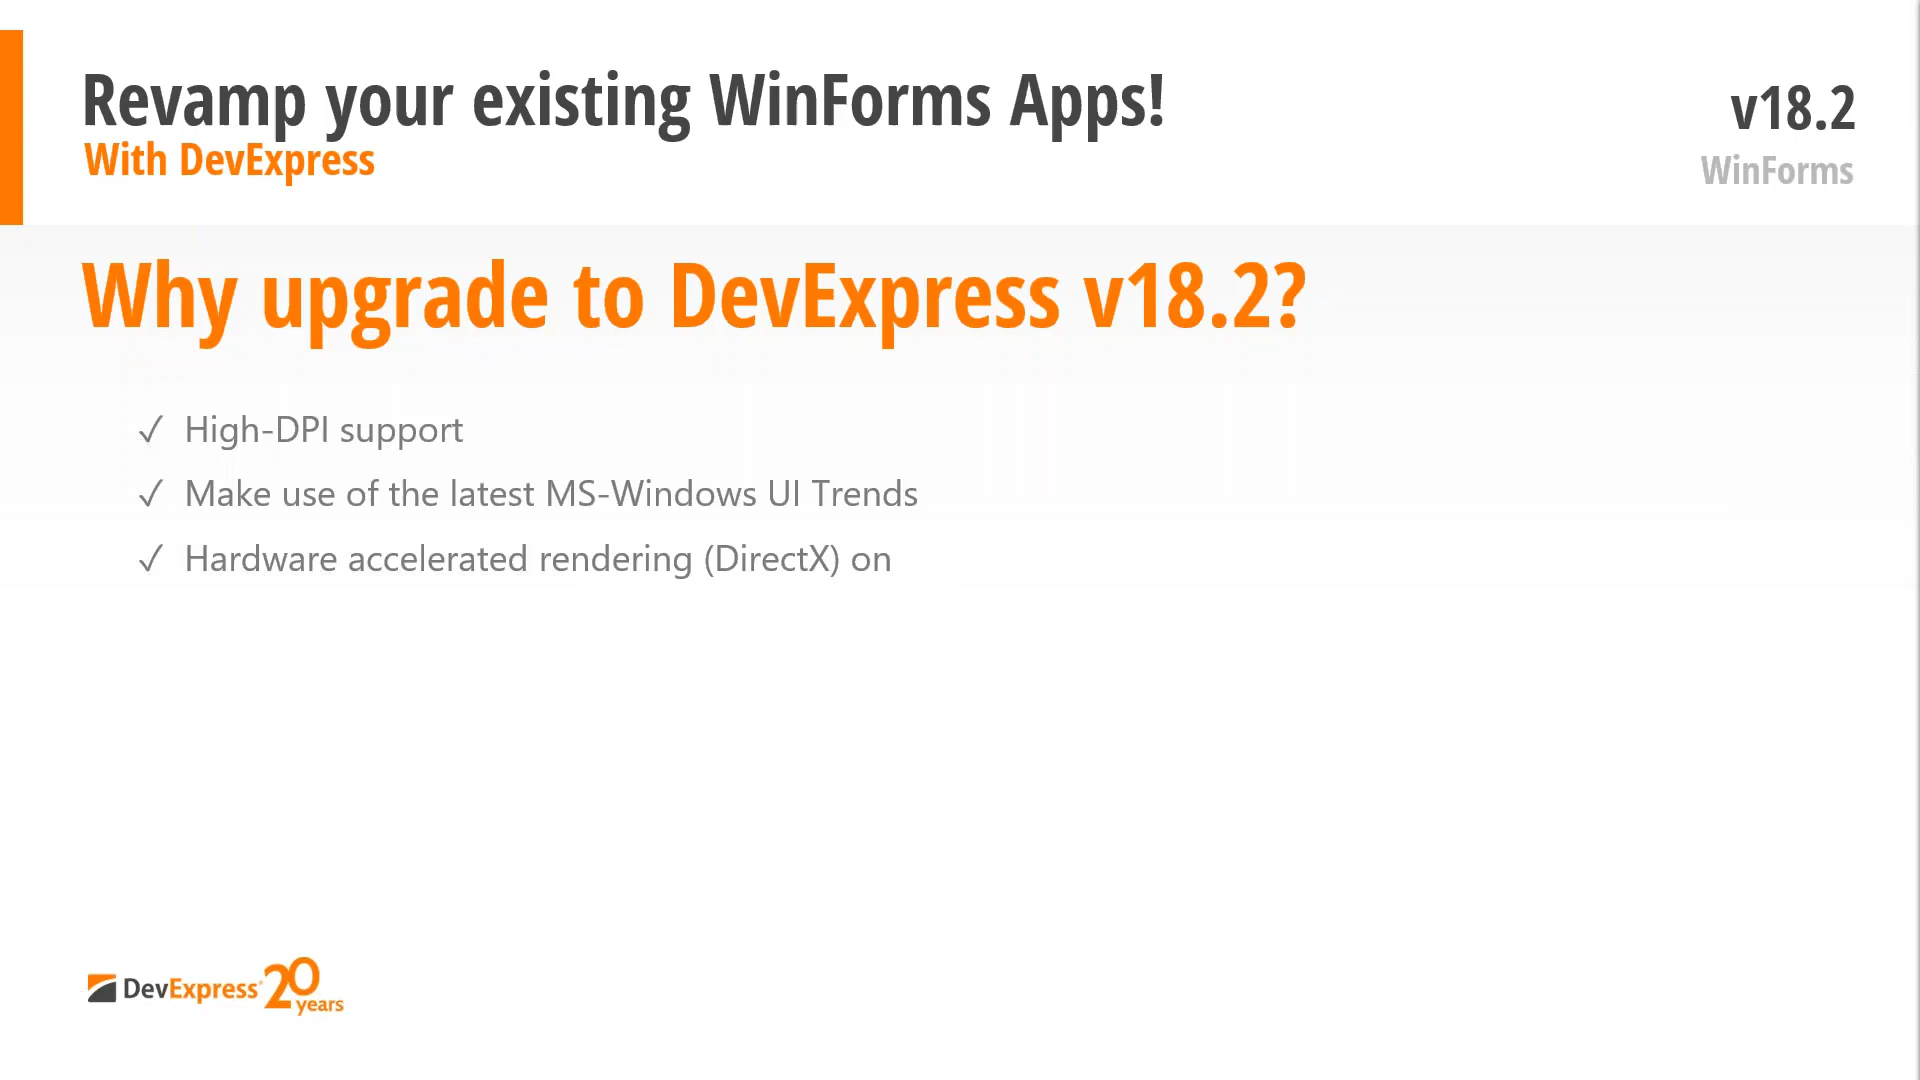 Revamp your existing WinForms Apps!
With DevExpress
v18.2
WinForms
Why upgrade to DevExpress v18.2?
✓ High-DPI support
✓ Make use of the latest MS-Windows UI Trends
✓ Hardware accelerated rendering (DirectX) on
DevExpress 20 years